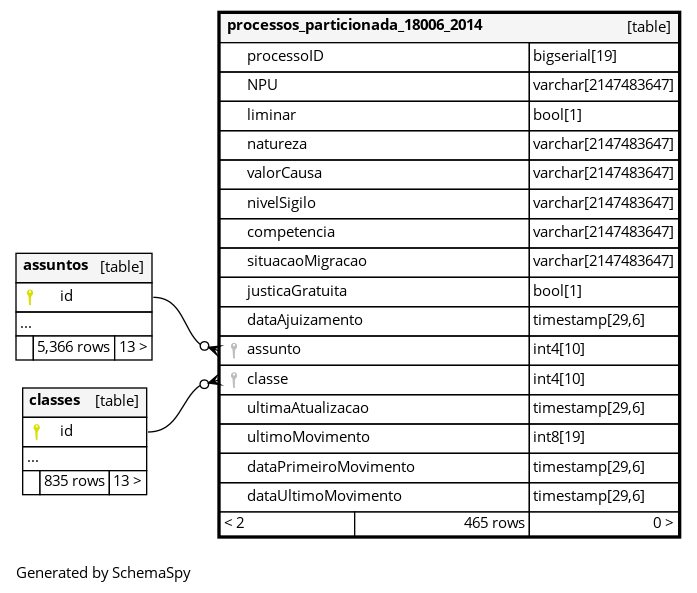 processos_particionada_18006_2014 [table]
processoID bigserial[19]
NPU varchar[2147483647]
liminar bool[1]
natureza varchar[2147483647]
valorCausa varchar[2147483647]
nivelSigilo varchar[2147483647]
competencia varchar[2147483647]
situacaoMigracao varchar[2147483647]
justicaGratuita bool[1]
dataAjuizamento timestamp[29,6]
assunto int4[10]
classe int4[10]
ultimaAtualizacao timestamp[29,6]
ultimoMovimento int8[19]
dataPrimeiroMovimento timestamp[29,6]
dataUltimoMovimento timestamp[29,6]
< 2 465 rows 0 >
assuntos [table]
id
...
5,366 rows 13 >
classes [table]
id
...
835 rows 13 >
Generated by SchemaSpy